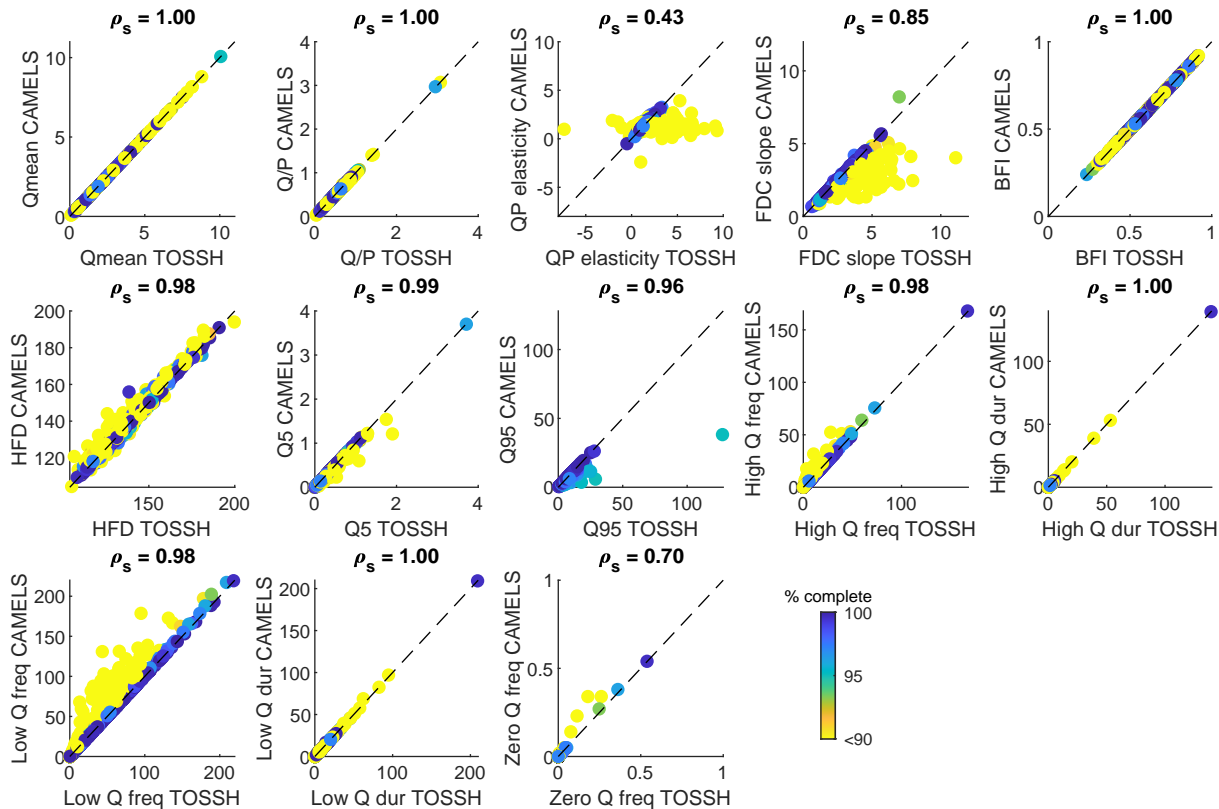 ρs = 1.00
Qmean CAMELS
10
5
0
0
5
10
Qmean TOSSH
ρs = 1.00
Q/P CAMELS
4
3
2
1
0
0
2
4
Q/P TOSSH
ρs = 0.43
QP elasticity CAMELS
10
5
0
-5
-5
0
5
10
QP elasticity TOSSH
ρs = 0.85
FDC slope CAMELS
10
5
0
0
5
10
FDC slope TOSSH
ρs = 1.00
BFI CAMELS
1
0.5
0
0
0.5
1
BFI TOSSH
ρs = 0.98
HFD CAMELS
200
180
160
140
120
150
200
HFD TOSSH
ρs = 0.99
Q5 CAMELS
4
3
2
1
0
0
2
4
Q5 TOSSH
ρs = 0.96
Q95 CAMELS
100
50
0
0
50
100
Q95 TOSSH
ρs = 0.98
High Q freq CAMELS
150
100
50
0
0
100
High Q freq TOSSH
ρs = 1.00
High Q dur CAMELS
100
50
0
0
50
100
High Q dur TOSSH
ρs = 0.98
Low Q freq CAMELS
200
150
100
50
0
0
100
200
Low Q freq TOSSH
ρs = 1.00
Low Q dur CAMELS
200
150
100
50
0
0
100
200
Low Q dur TOSSH
ρs = 0.70
Zero Q freq CAMELS
1
0.5
0
0
0.5
1
Zero Q freq TOSSH
% complete
100
95
<90